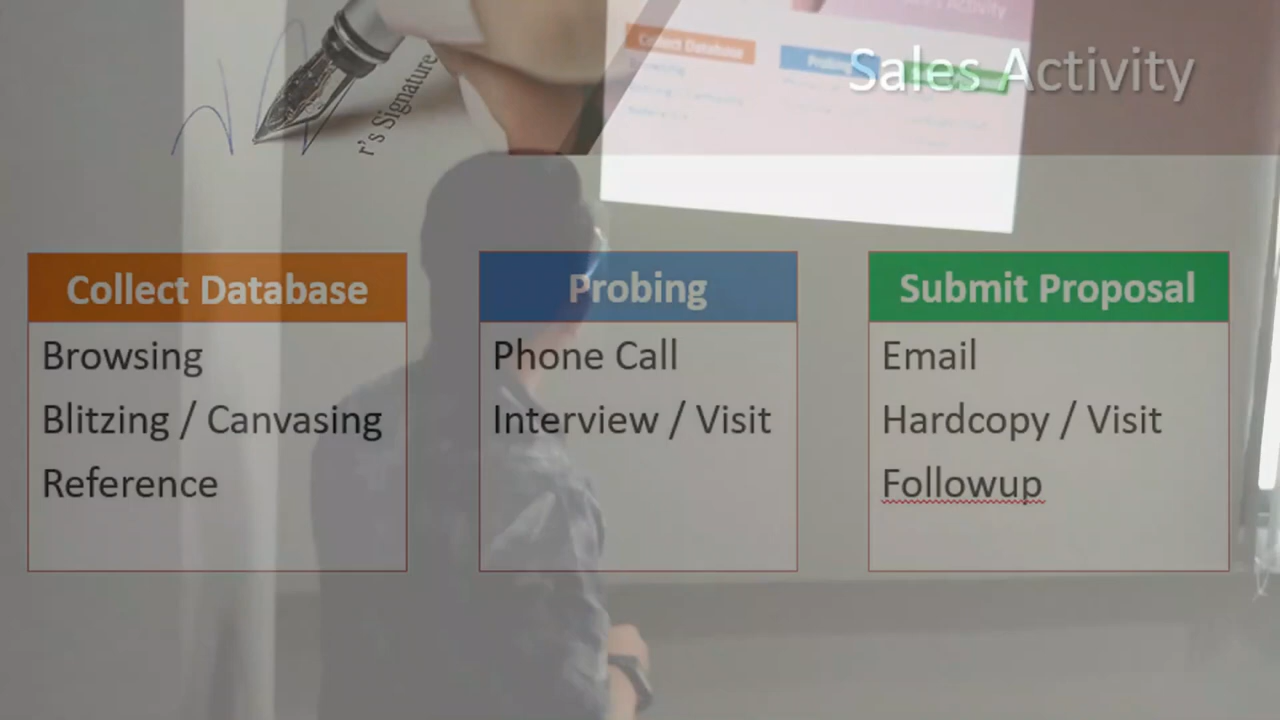 r's Signature
Sales Activity
Collect Database
Probing
Submit Proposal
Browsing
Blitzing / Canvasing
Reference
Phone Call
Interview / Visit
Email
Hardcopy / Visit
Followup